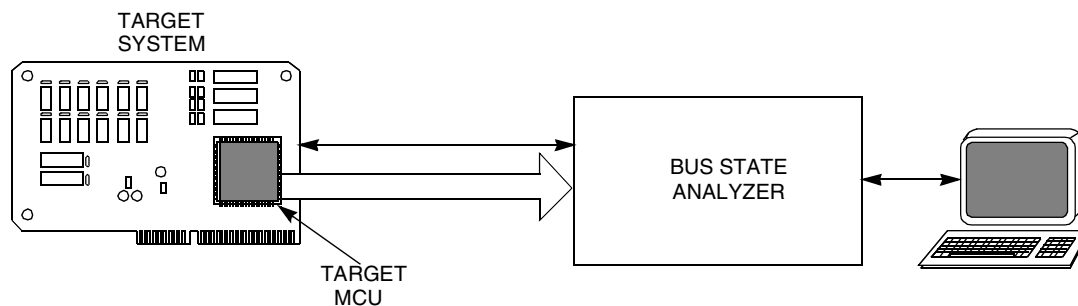 TARGET
SYSTEM
BUS STATE
ANALYZER
TARGET
MCU